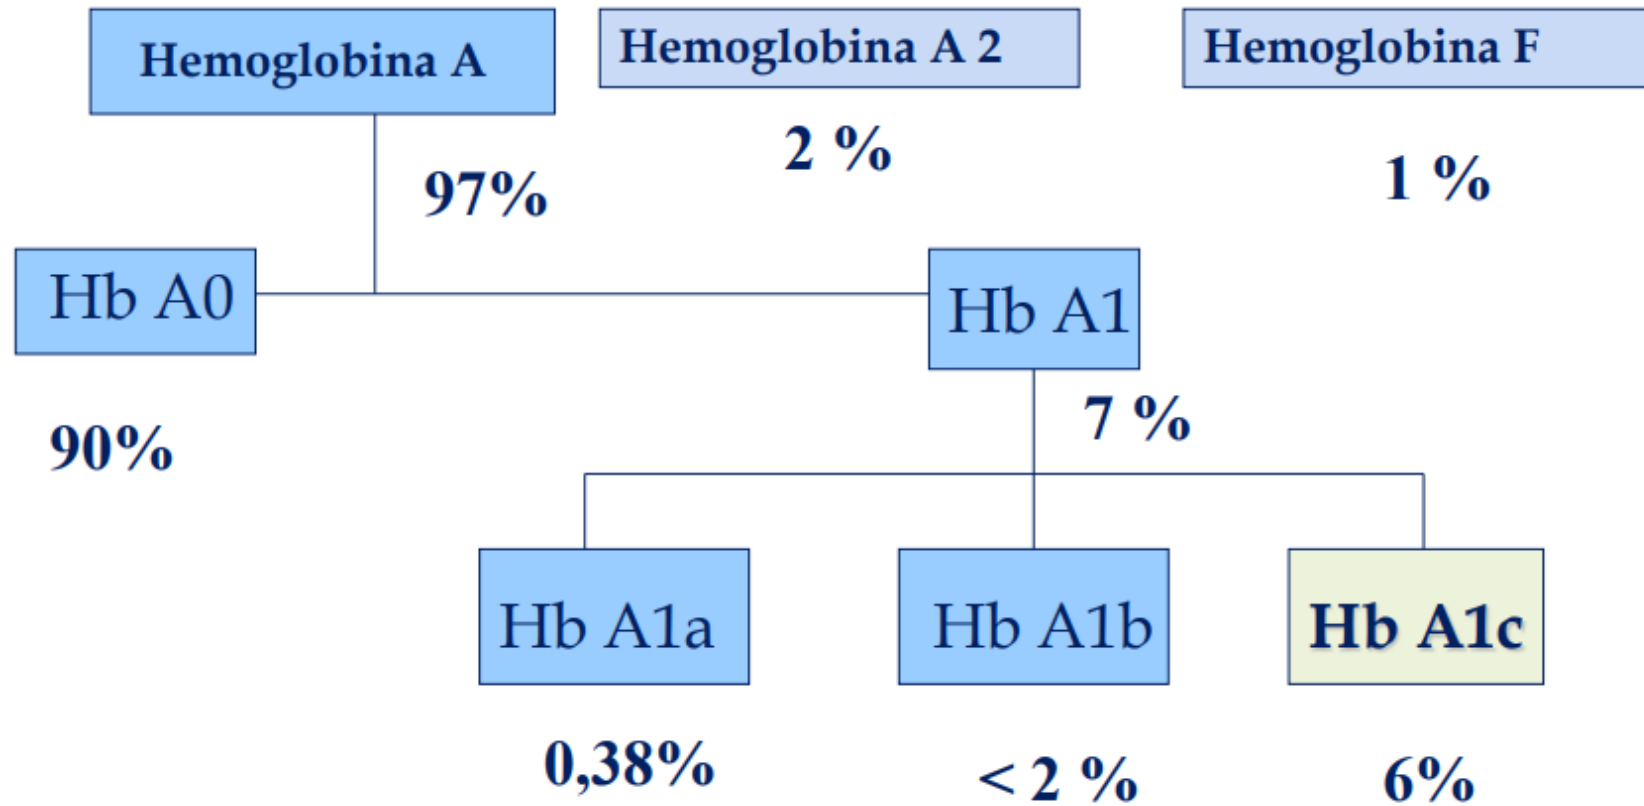 Hemoglobina A
Hemoglobina A 2
Hemoglobina F
97%
2 %
1 %
Hb A0
Hb A1
90%
7 %
Hb A1a
Hb A1b
Hb A1c
0,38%
< 2 %
6%